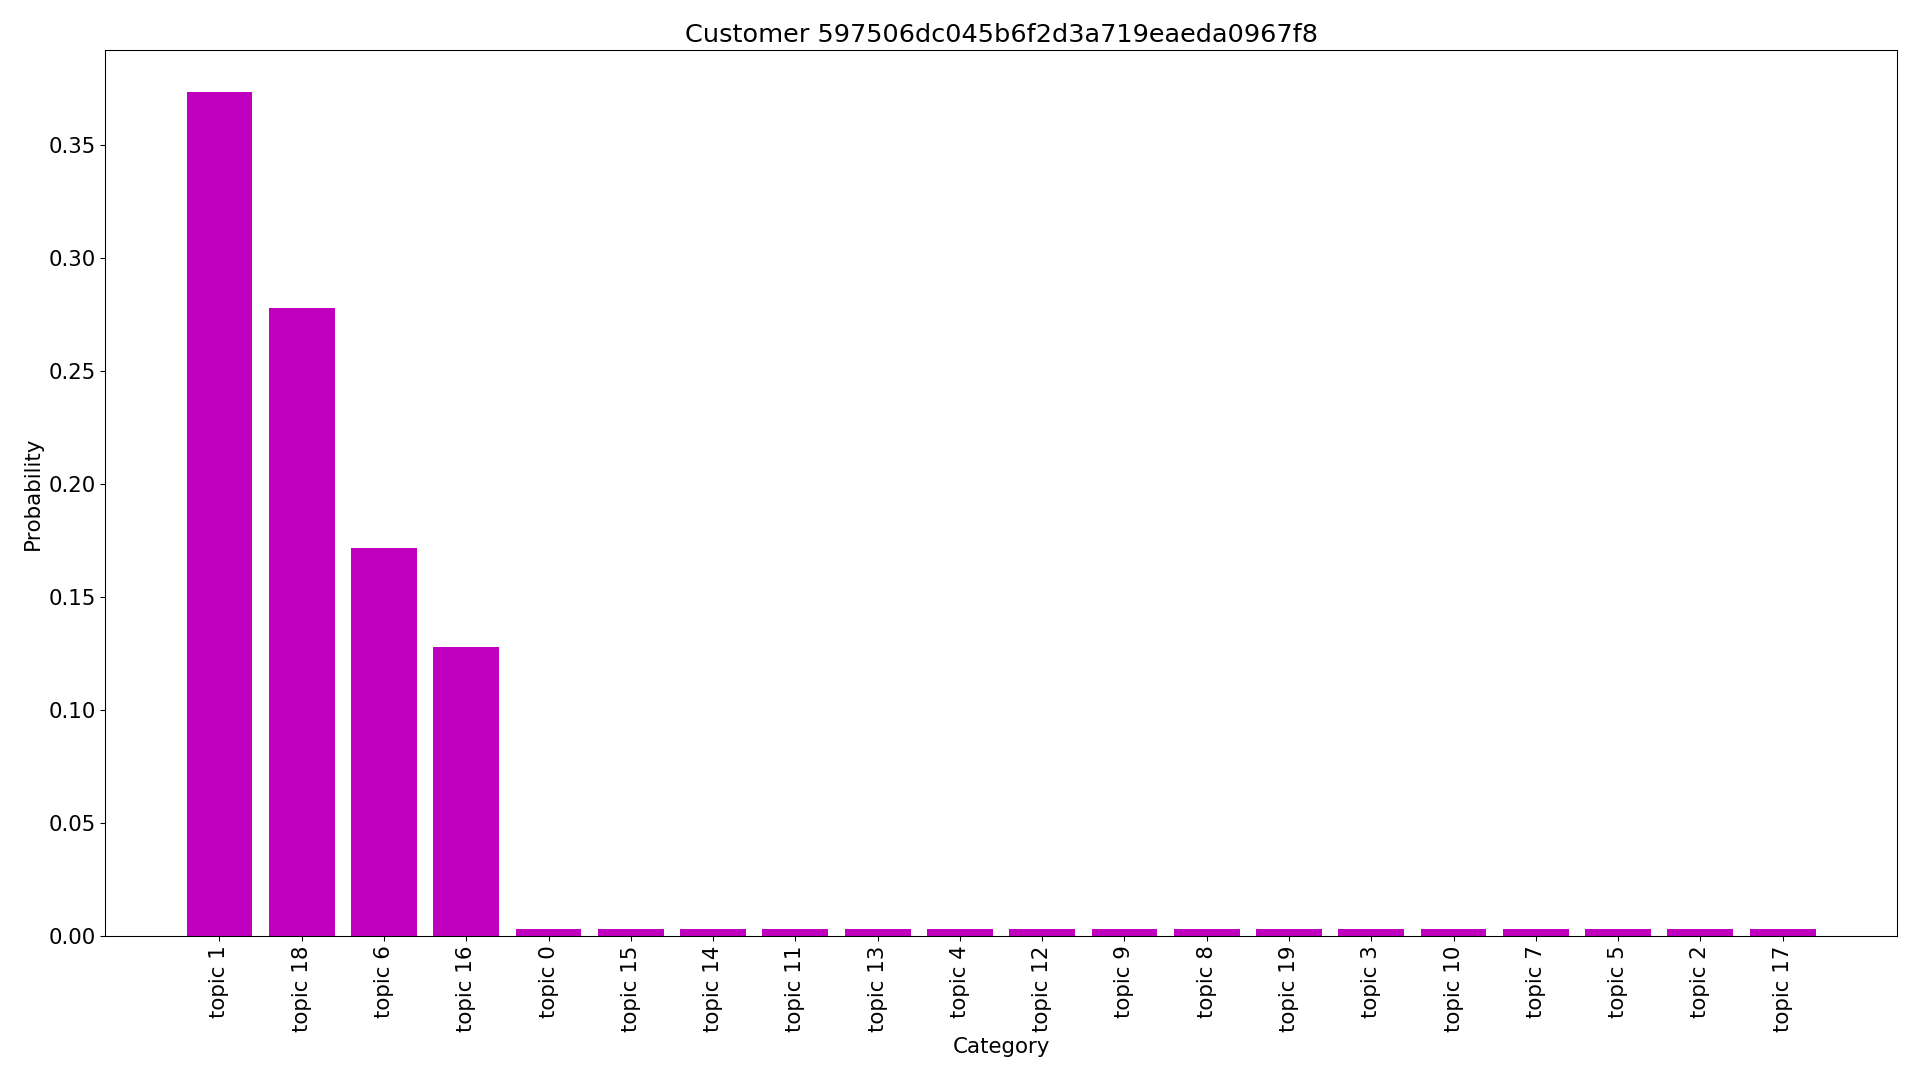 Customer 597506dc045b6f2d3a719eaeda0967f8
Probability
0.35
0.30
0.25
0.20
0.15
0.10
0.05
0.00
topic 1
topic 18
topic 6
topic 16
topic 0
topic 15
topic 14
topic 11
topic 13
topic 4
topic 12
topic 9
topic 8
topic 19
topic 3
topic 10
topic 7
topic 5
topic 2
topic 17
Category